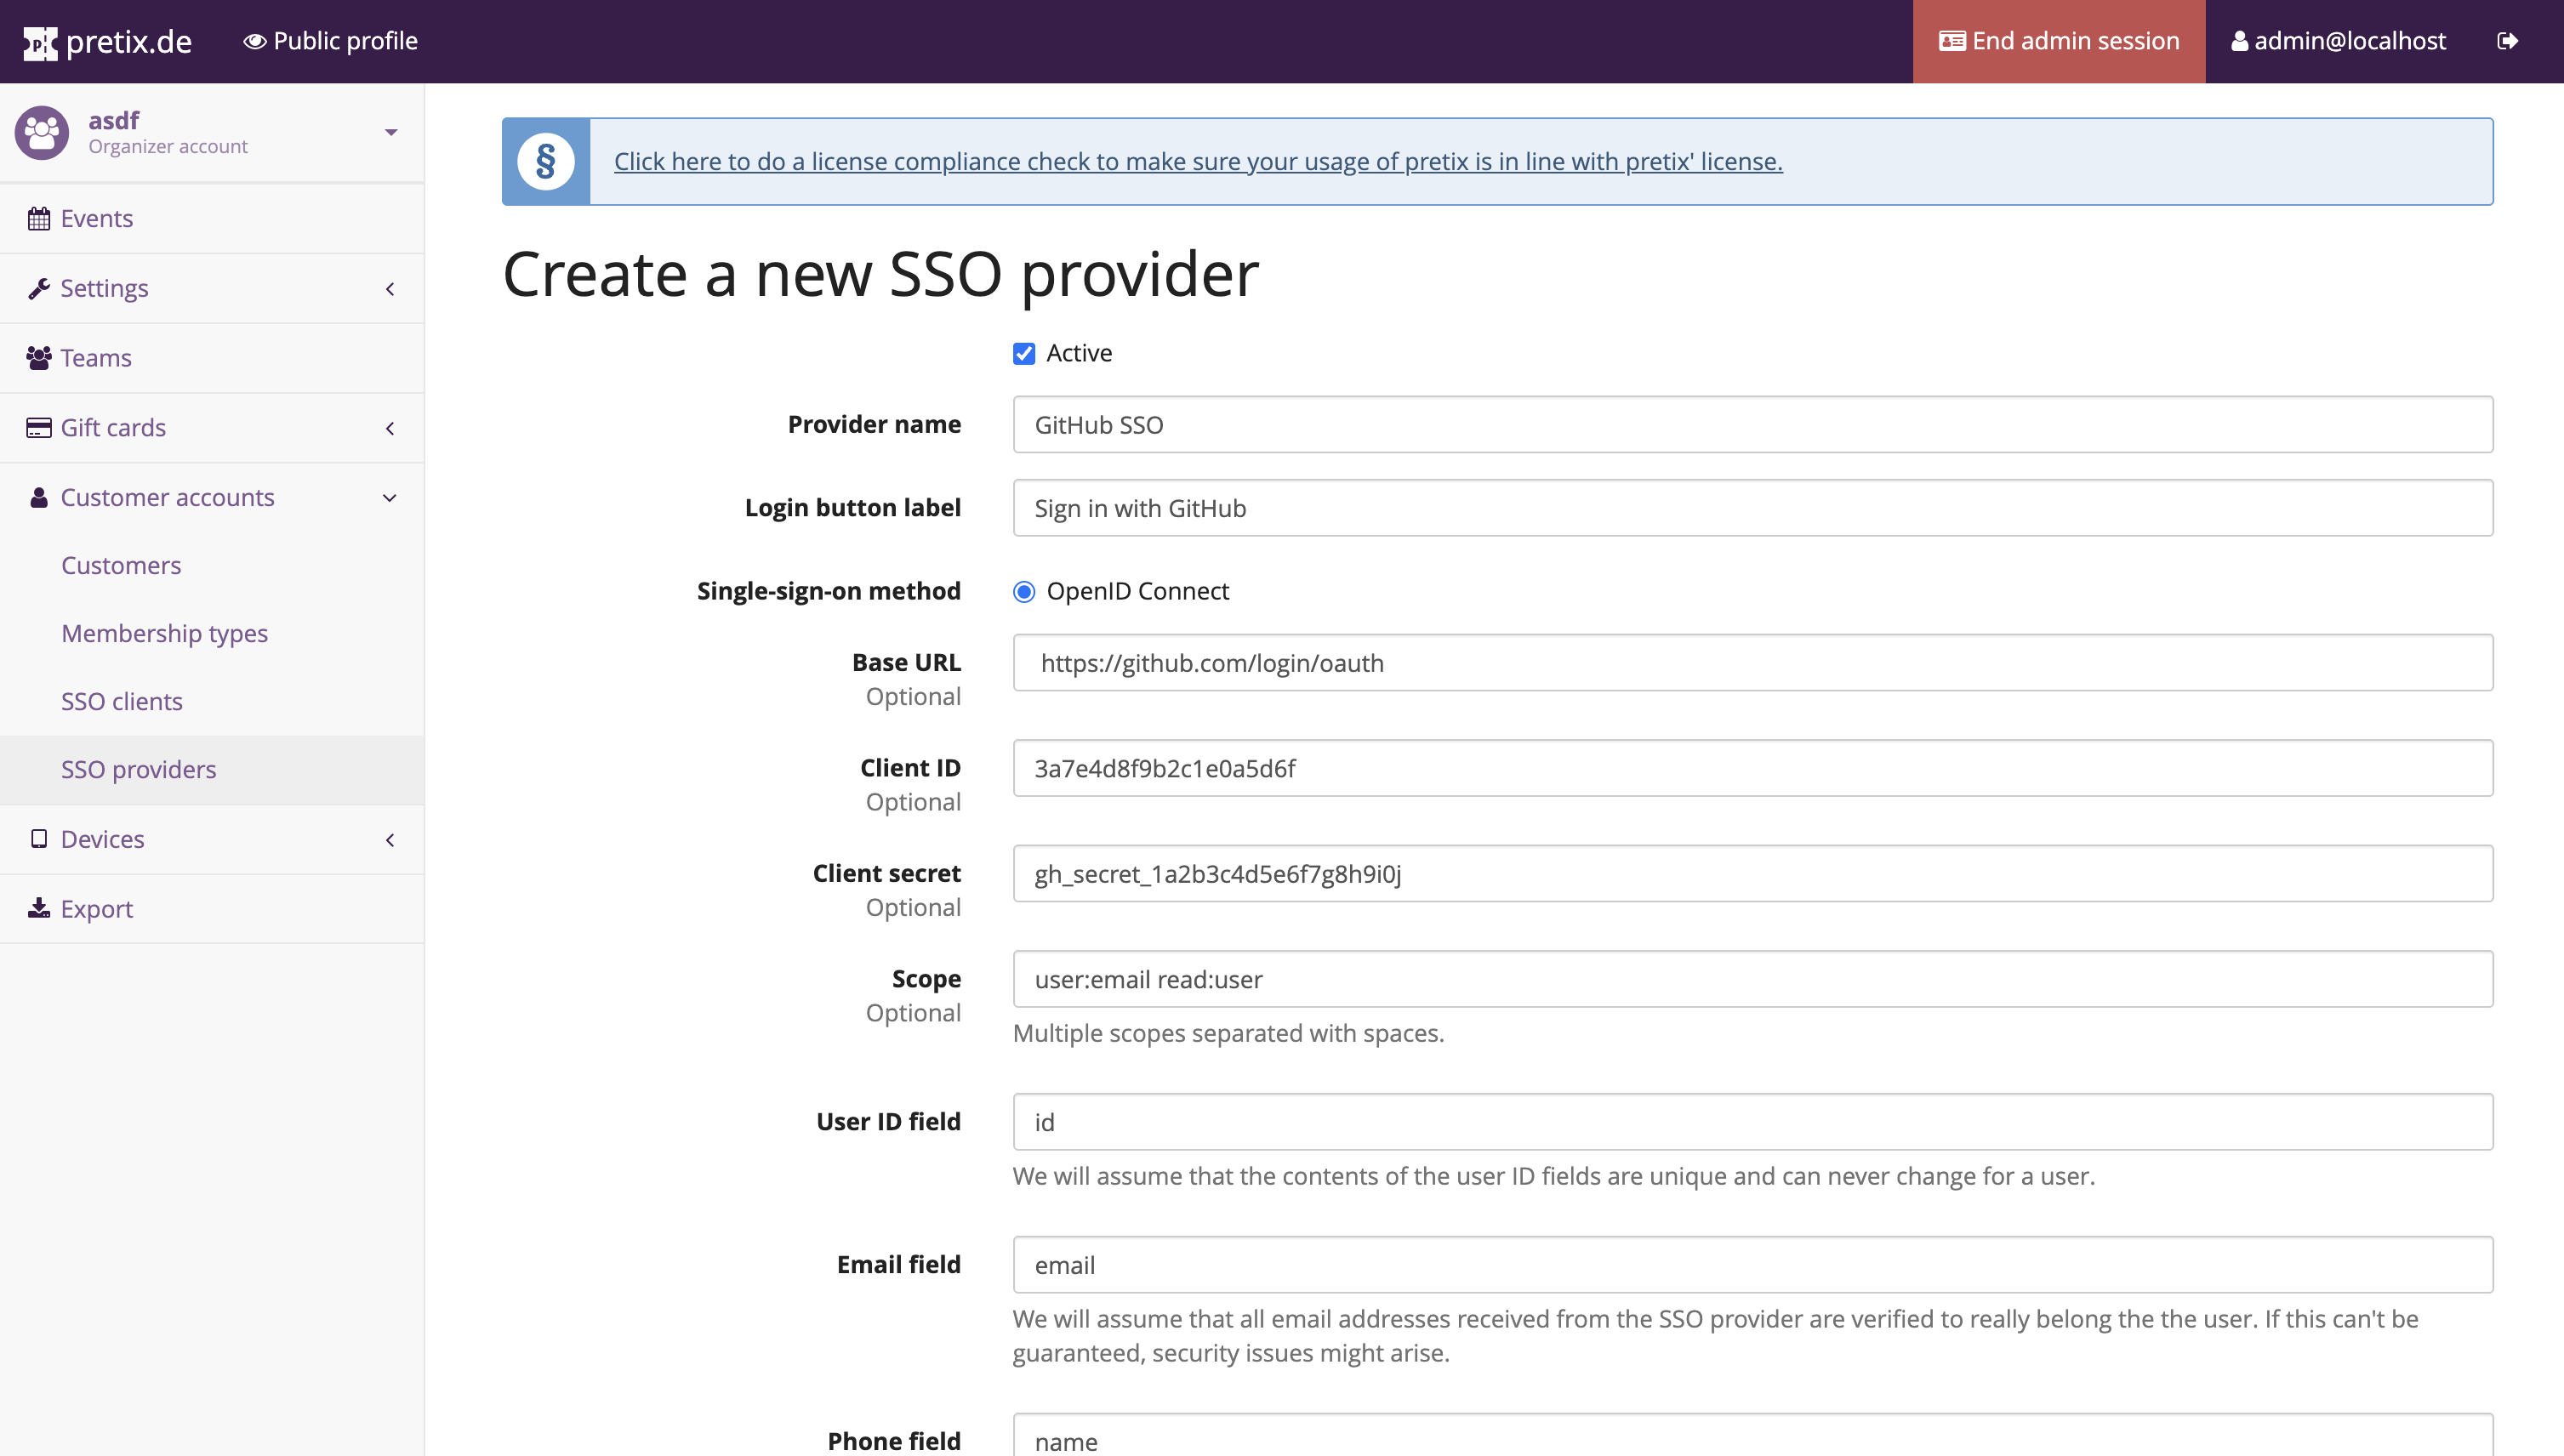 pretix.de
Public profile
End admin session
admin@localhost
asdf
Organizer account
Events
Settings
Teams
Gift cards
Customer accounts
Customers
Membership types
SSO clients
SSO providers
Devices
Export
§
Click here to do a license compliance check to make sure your usage of pretix is in line with pretix' license.
Create a new SSO provider
Active
Provider name
GitHub SSO
Login button label
Sign in with GitHub
Single-sign-on method
OpenID Connect
Base URL
Optional
https://github.com/login/oauth
Client ID
Optional
3a7e4d8f9b2c1e0a5d6f
Client secret
Optional
gh_secret_1a2b3c4d5e6f7g8h9i0j
Scope
Optional
user:email read:user
Multiple scopes separated with spaces.
User ID field
id
We will assume that the contents of the user ID fields are unique and can never change for a user.
Email field
email
We will assume that all email addresses received from the SSO provider are verified to really belong the the user. If this can't be
guaranteed, security issues might arise.
Phone field
name